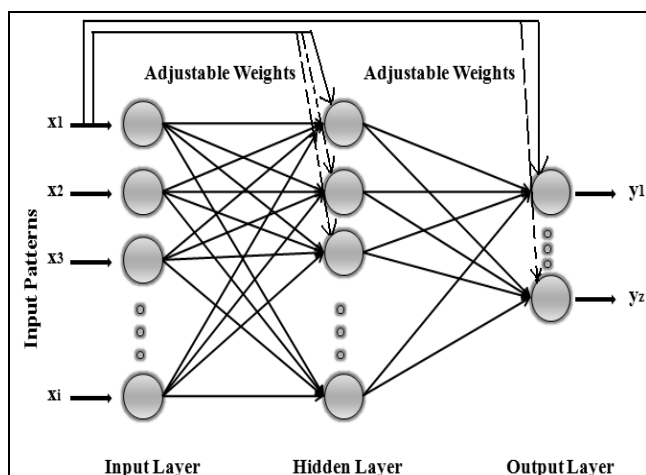 Adjustable Weights
Adjustable Weights
x1
x2
x3
xi
Input Patterns
y1
yz
Input Layer
Hidden Layer
Output Layer